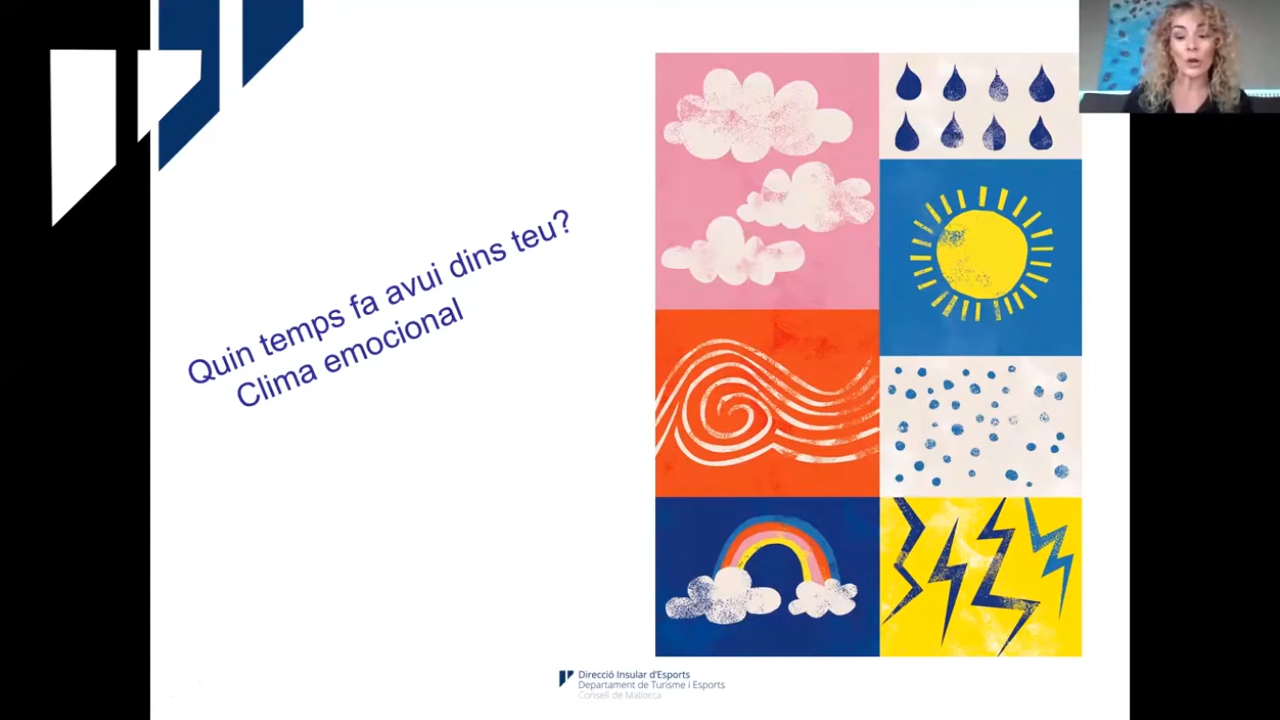 Quin temps fa avui dins teu?
Clima emocional
Direcció Insular d'Esports
Departament de Turisme i Esports
Consell de Mallorca